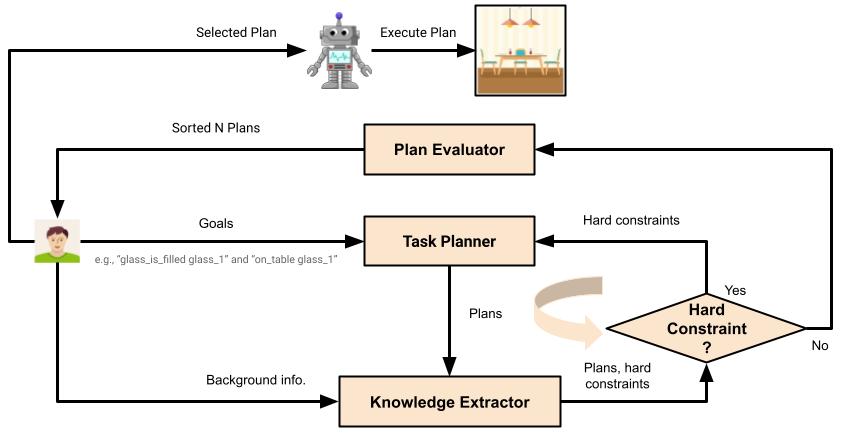 Selected Plan
Execute Plan
Sorted N Plans
Plan Evaluator
Goals
Hard constraints
Task Planner
e.g., "glass_is_filled glass_1" and "on_table glass_1"
Yes
Plans
Hard
Constraint
?
No
Plans, hard
constraints
Background info.
Knowledge Extractor